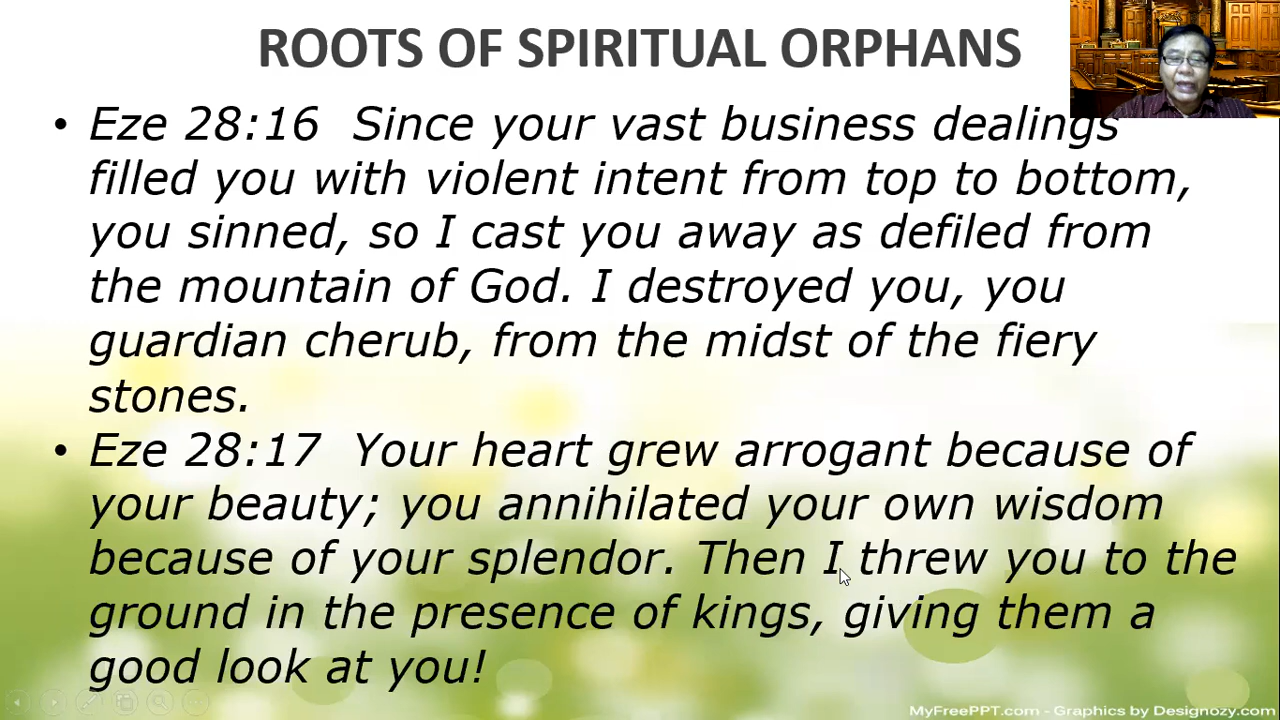 ROOTS OF SPIRITUAL ORPHANS
• Eze 28:16 Since your vast business dealings
filled you with violent intent from top to bottom,
you sinned, so I cast you away as defiled from
the mountain of God. I destroyed you, you
guardian cherub, from the midst of the fiery
stones.
• Eze 28:17 Your heart grew arrogant because of
your beauty; you annihilated your own wisdom
because of your splendor. Then I threw you to the
ground in the presence of kings, giving them a
good look at you!
MyFreePPT.com - Graphics by Designozy.com